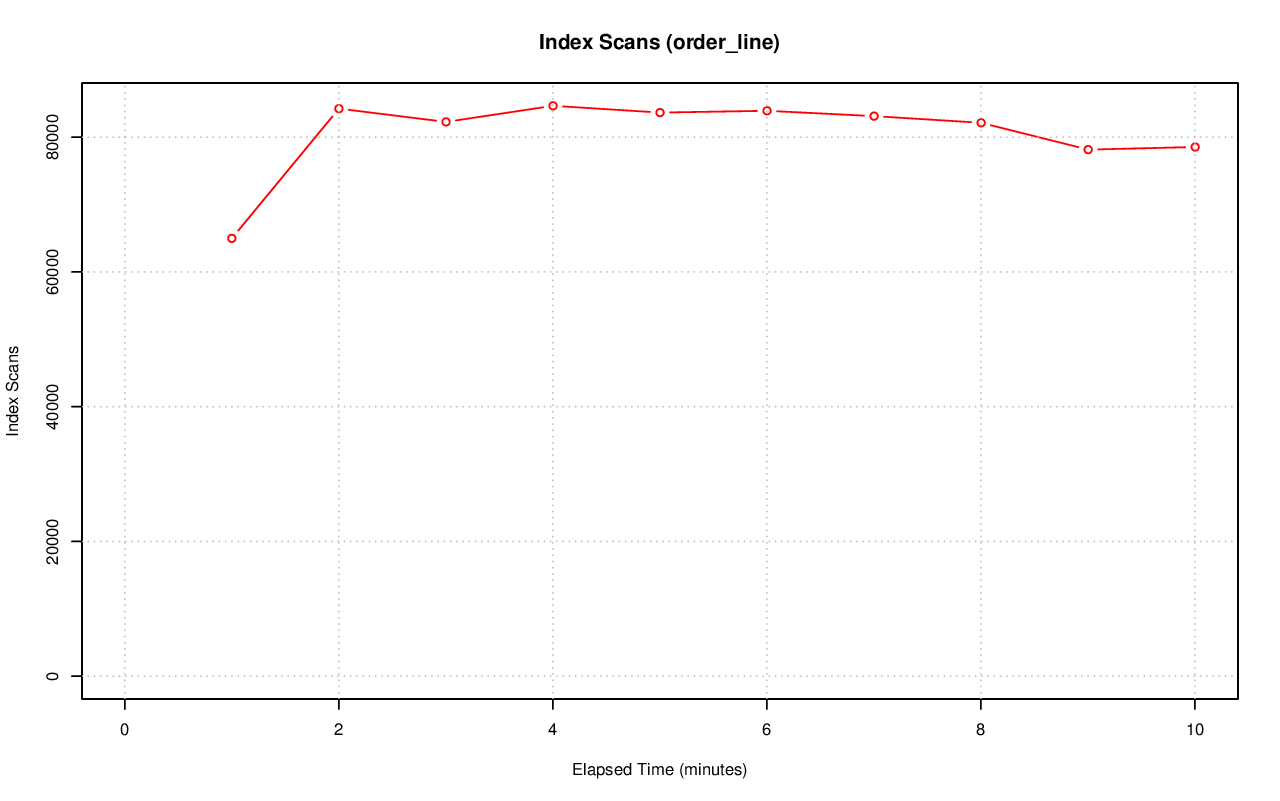 Index Scans (order_line)
Index Scans
80000
60000
40000
20000
0
0 2 4 6 8 10
Elapsed Time (minutes)